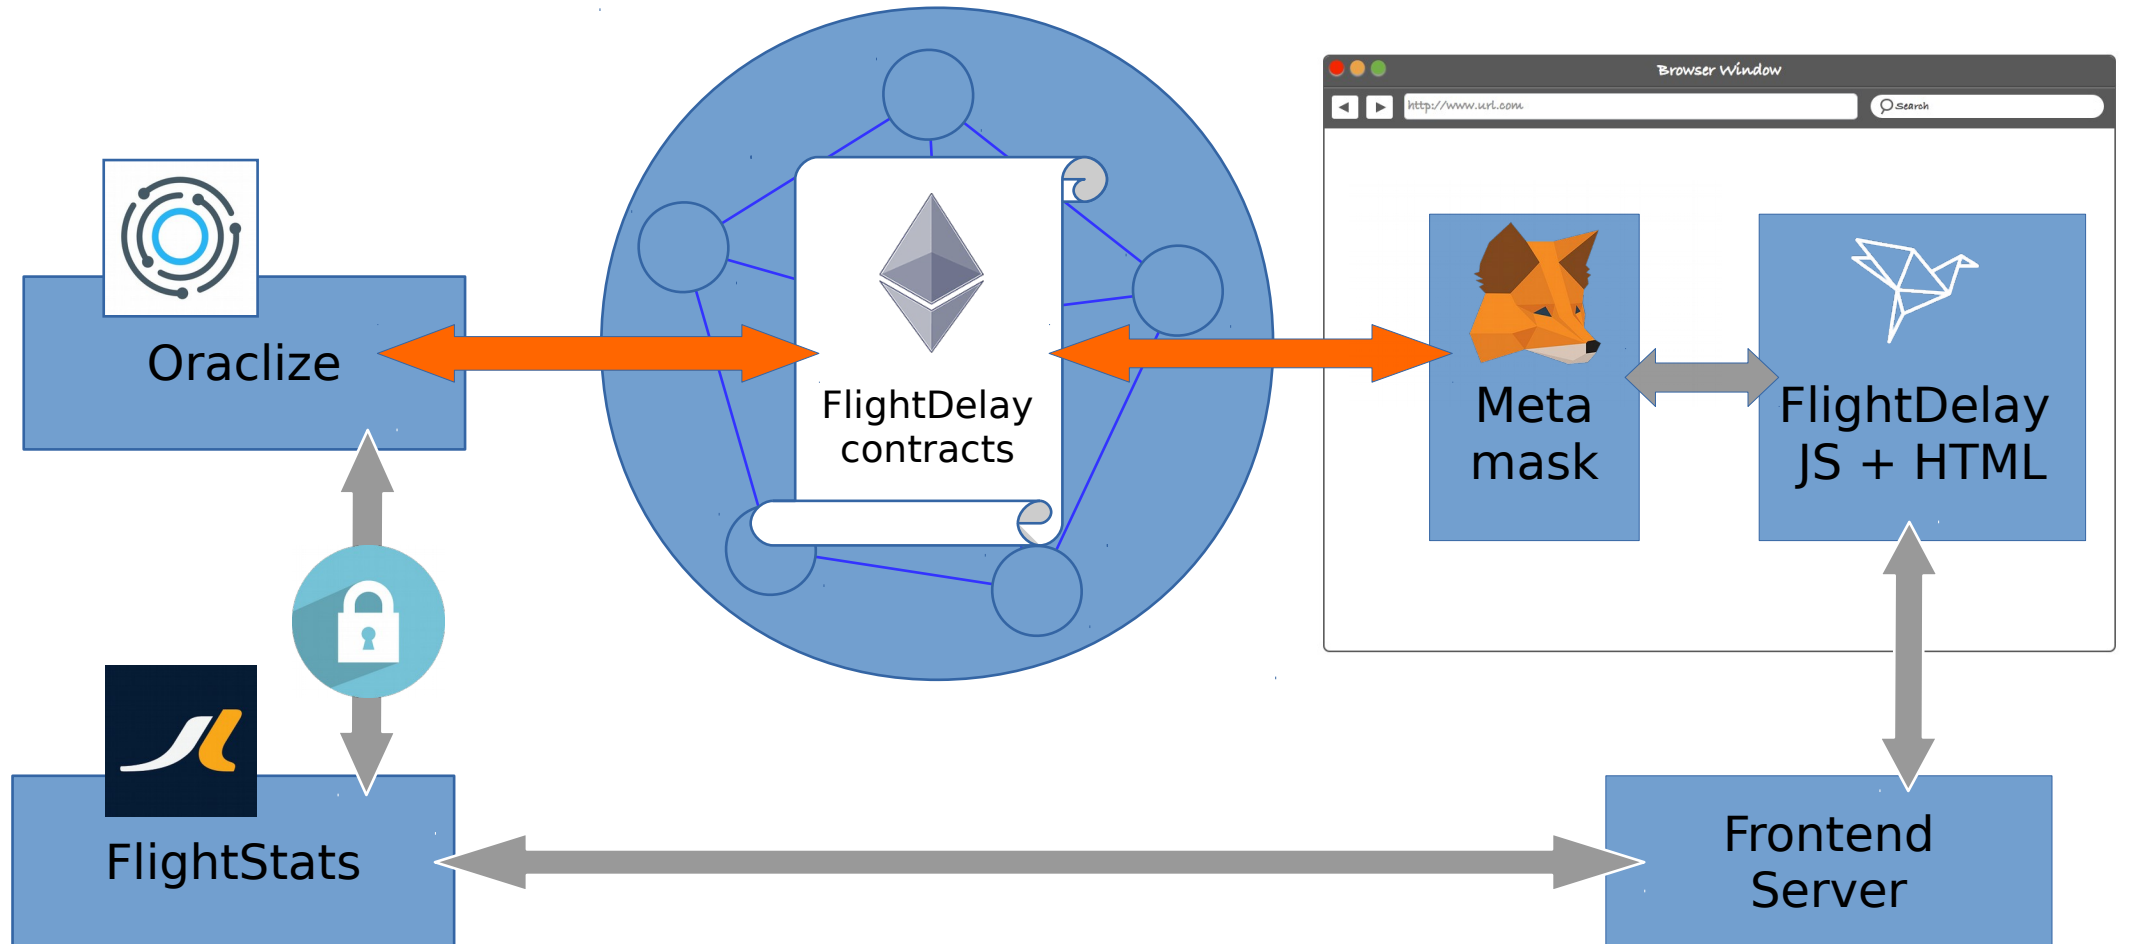 Browser Window
http://www.url.com
Search
Oraclize
FlightDelay
contracts
Meta
mask
FlightDelay
JS + HTML
FlightStats
Frontend
Server